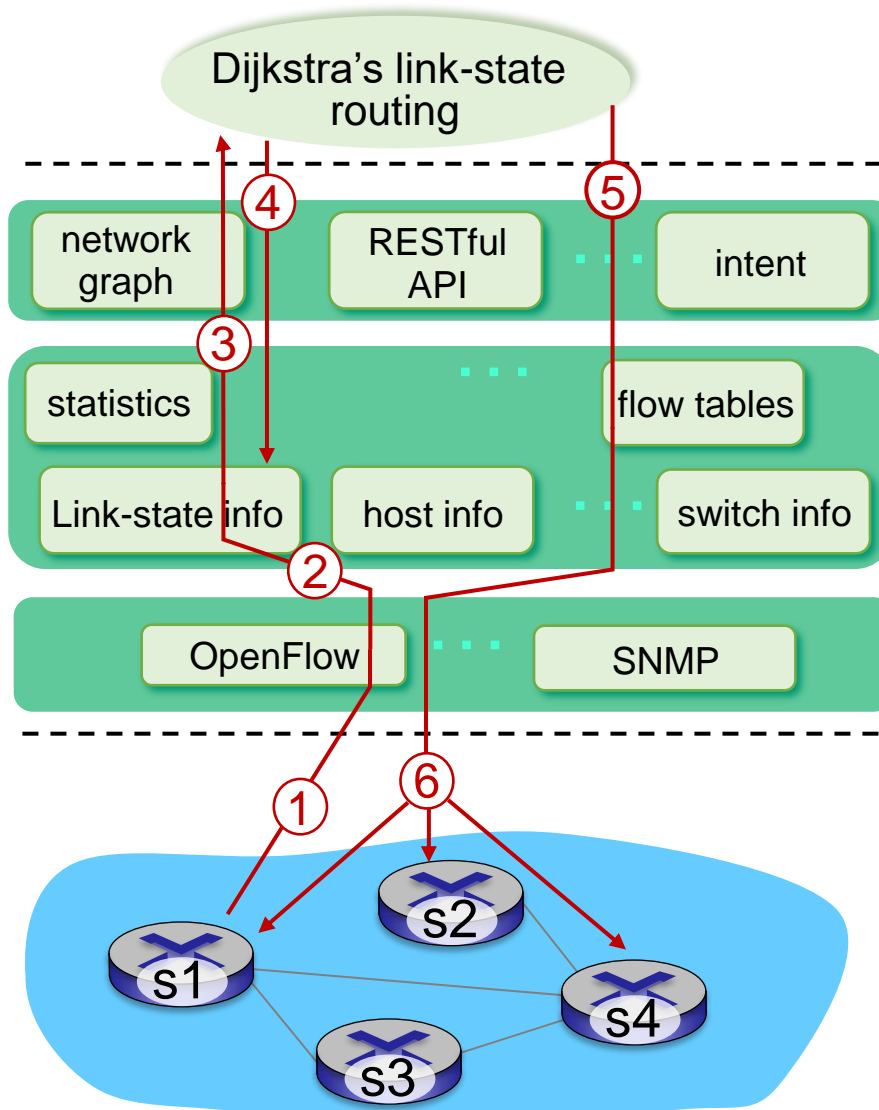 Dijkstra’s link-state
routing
4
5
network
graph
RESTful
API
intent
3
statistics
flow tables
Link-state info
host info
switch info
2
OpenFlow
SNMP
1
6
s2
s1
s4
s3